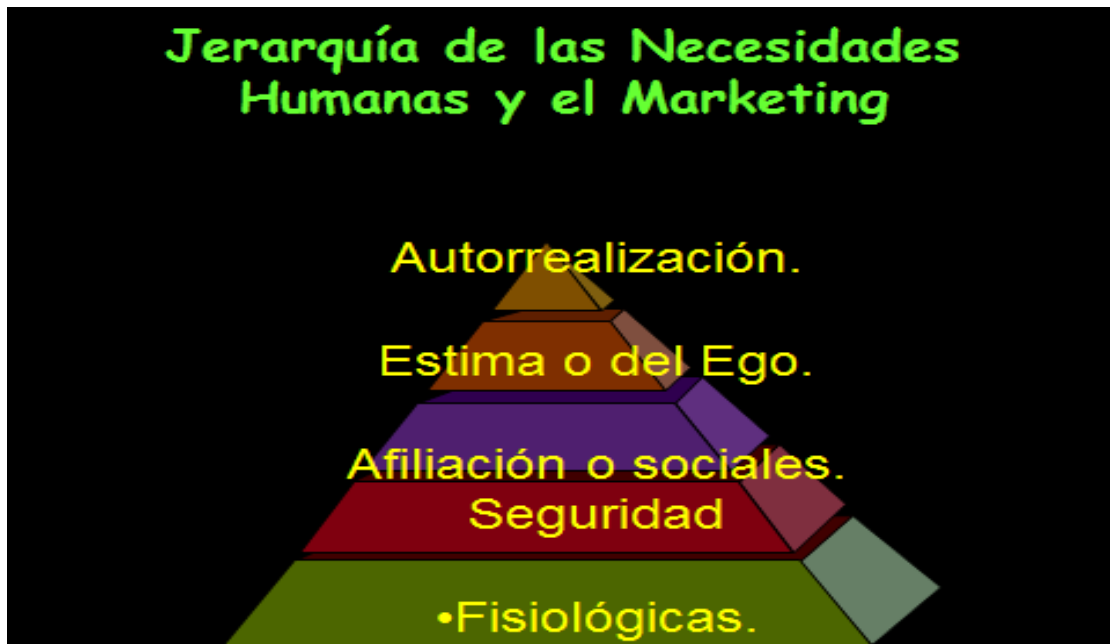 Jerarquía de las Necesidades
Humanas y el Marketing
Autorrealización.
Estima o del Ego.
Afiliación o sociales.
Seguridad
•Fisiológicas.